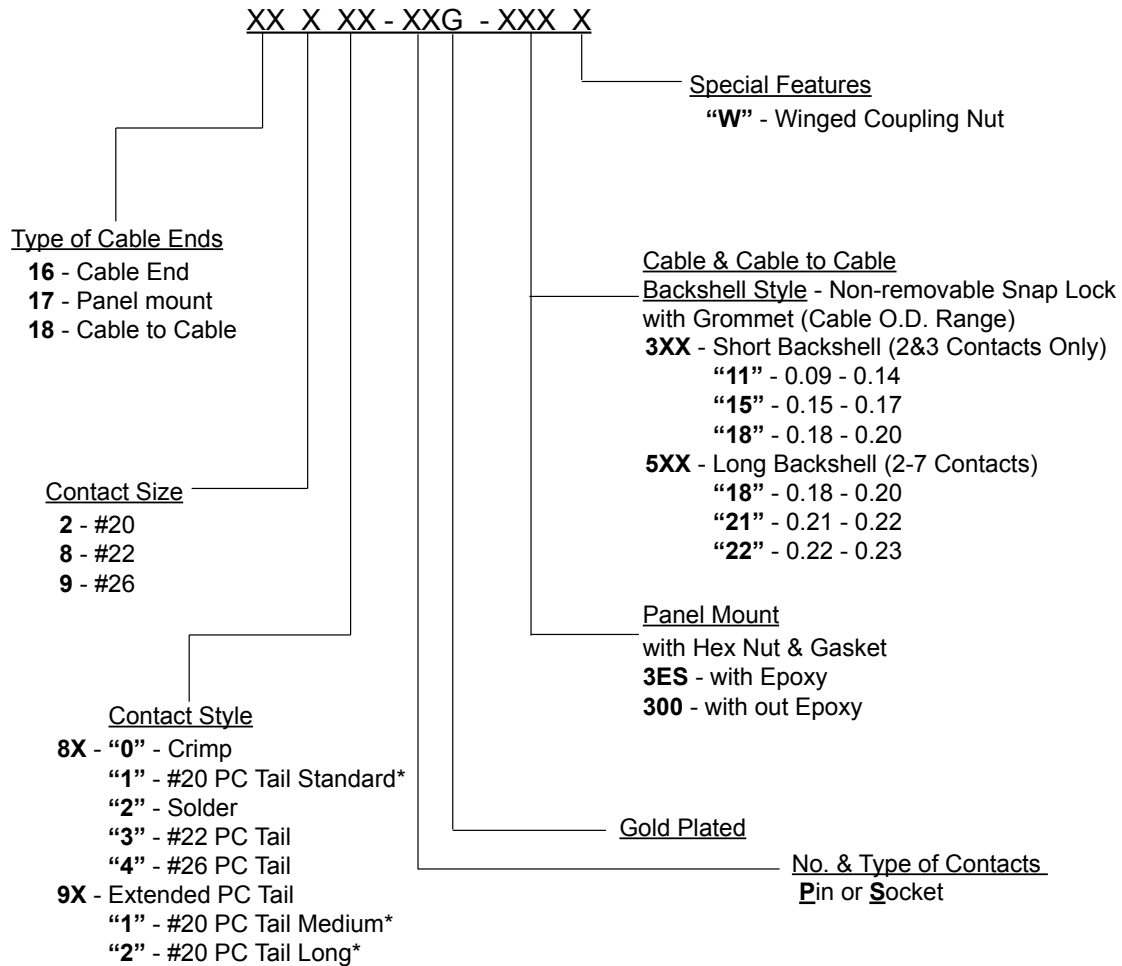 XX X XX - XXG - XXX X
Special Features
“W” - Winged Coupling Nut
Type of Cable Ends
16 - Cable End
17 - Panel mount
18 - Cable to Cable
Cable & Cable to Cable
Backshell Style - Non-removable Snap Lock
with Grommet (Cable O.D. Range)
3XX - Short Backshell (2&3 Contacts Only)
“11” - 0.09 - 0.14
“15” - 0.15 - 0.17
“18” - 0.18 - 0.20
5XX - Long Backshell (2-7 Contacts)
“18” - 0.18 - 0.20
“21” - 0.21 - 0.22
“22” - 0.22 - 0.23
Contact Size
2 - #20
8 - #22
9 - #26
Panel Mount
with Hex Nut & Gasket
3ES - with Epoxy
300 - with out Epoxy
Contact Style
8X - “0” - Crimp
“1” - #20 PC Tail Standard*
“2” - Solder
“3” - #22 PC Tail
“4” - #26 PC Tail
9X - Extended PC Tail
“1” - #20 PC Tail Medium*
“2” - #20 PC Tail Long*
Gold Plated
No. & Type of Contacts
Pin or Socket